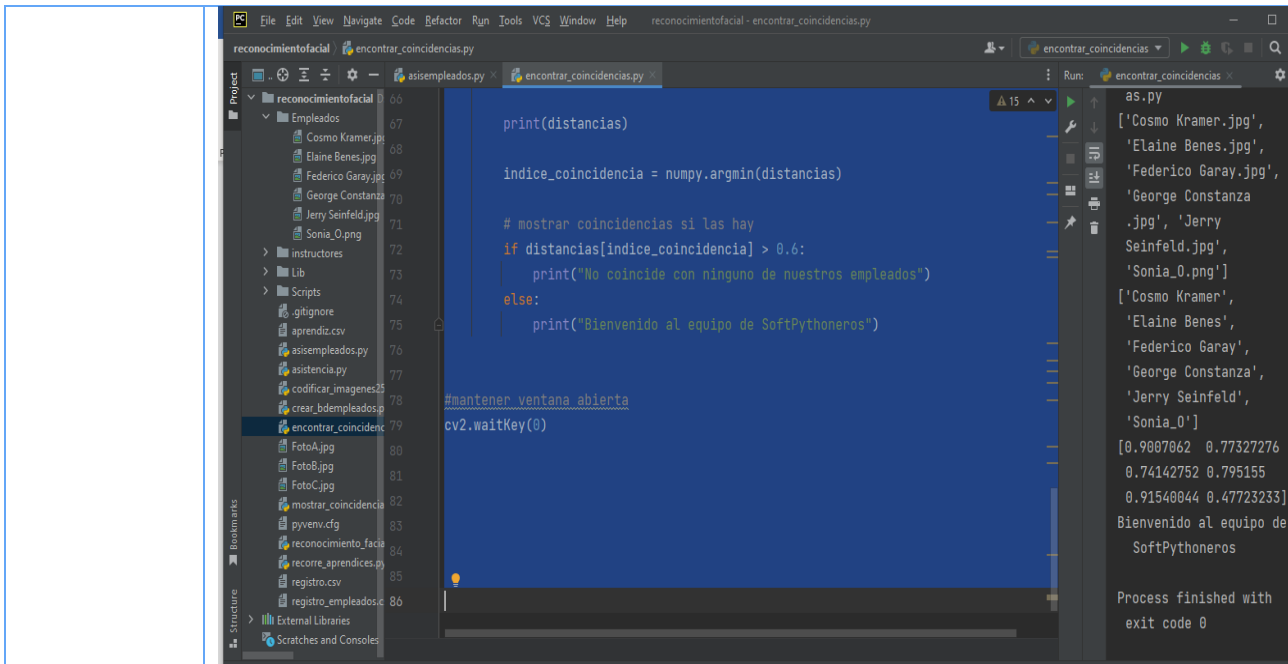 PC File Edit View Navigate Code Refactor Run Tools VCS Window Help reconocimientofacial - encontrar_coincidencias.py
reconocimientofacial encontrar_coincidencias.py encontrar_coincidencias
Project asisempleados.py encontrar_coincidencias.py Run: encontrar_coincidencias
reconocimientofacial
Empleados
Cosmo Kramer.jpg
Elaine Benes.jpg
Federico Garay.jpg
George Constanza
Jerry Seinfeld.jpg
Sonia_O.png
instructores
Lib
Scripts
.gitignore
aprendiz.csv
asisempleados.py
asistencia.py
codificar_imagenes25
crear_bdempleados.p
encontrar_coincidenc
FotoA.jpg
FotoB.jpg
FotoC.jpg
mostrar_coincidencia
pyvenv.cfg
reconocimiento_facia
recorre_aprendices.py
registro.csv
registro_empleados.c
External Libraries
Scratches and Consoles
Bookmarks
Structure
15
66
67 print(distancias)
68
69 indice_coincidencia = numpy.argmin(distancias)
70
71 # mostrar coincidencias si las hay
72 if distancias[indice_coincidencia] > 0.6:
73 print("No coincide con ninguno de nuestros empleados")
74 else:
75 print("Bienvenido al equipo de SoftPythoneros")
76
77
78 #mantener ventana abierta
79 cv2.waitKey(0)
80
81
82
83
84
85
86
as.py
['Cosmo Kramer.jpg',
'Elaine Benes.jpg',
'Federico Garay.jpg',
'George Constanza
.jpg', 'Jerry
Seinfeld.jpg',
'Sonia_O.png']
['Cosmo Kramer',
'Elaine Benes',
'Federico Garay',
'George Constanza',
'Jerry Seinfeld',
'Sonia_O']
[0.9007062 0.77327276
0.74142752 0.795155
0.91540044 0.47723233]
Bienvenido al equipo de
SoftPythoneros
Process finished with
exit code 0